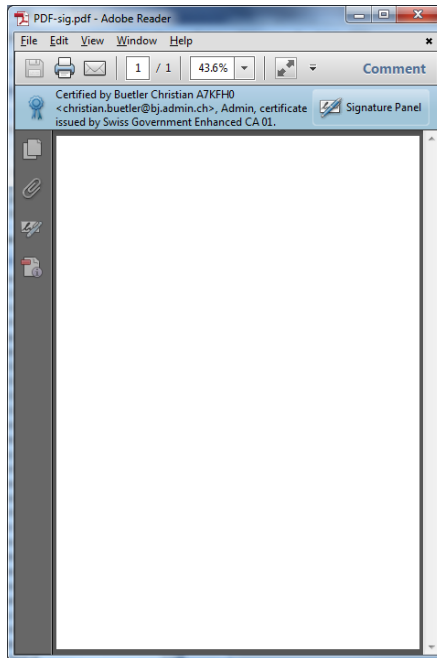 PDF-sig.pdf - Adobe Reader
File Edit View Window Help
1 / 1 43.6% Comment
Certified by Buetler Christian A7KFH0
<christian.buetler@bj.admin.ch>, Admin, certificate
issued by Swiss Government Enhanced CA 01.
Signature Panel